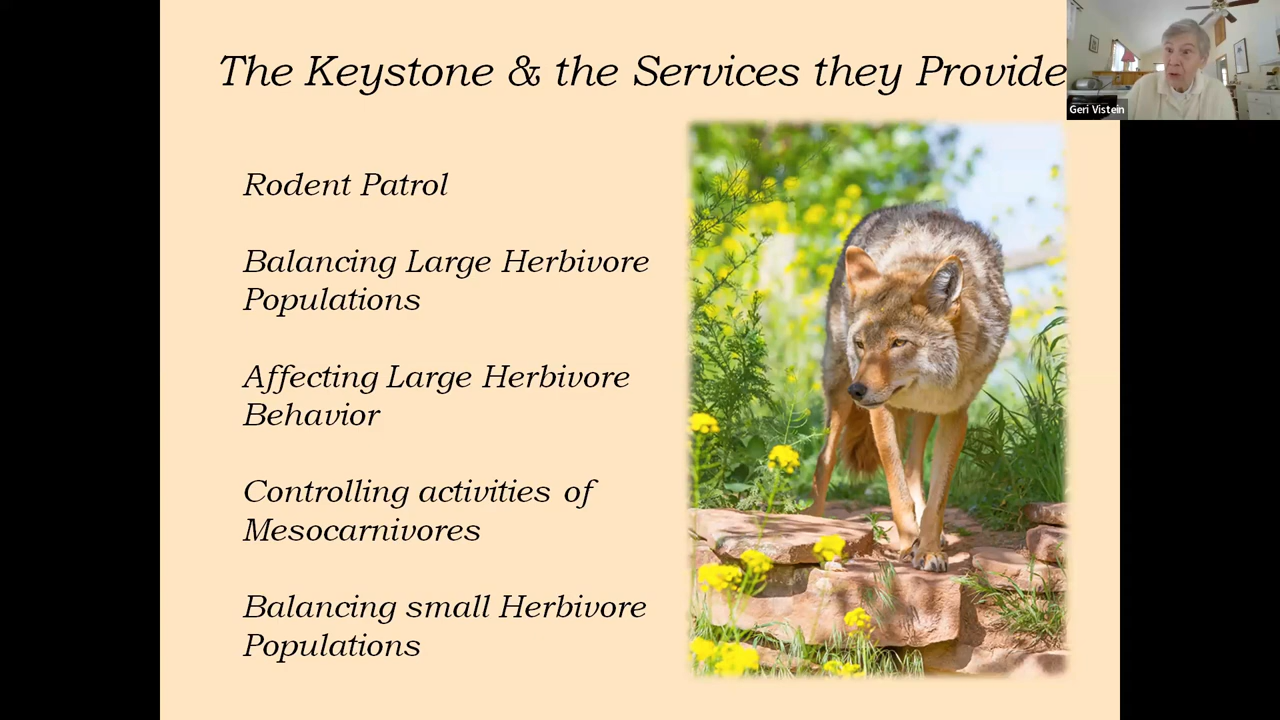 The Keystone & the Services they Provide
Geri Vistein
Rodent Patrol
Balancing Large Herbivore
Populations
Affecting Large Herbivore
Behavior
Controlling activities of
Mesocarnivores
Balancing small Herbivore
Populations